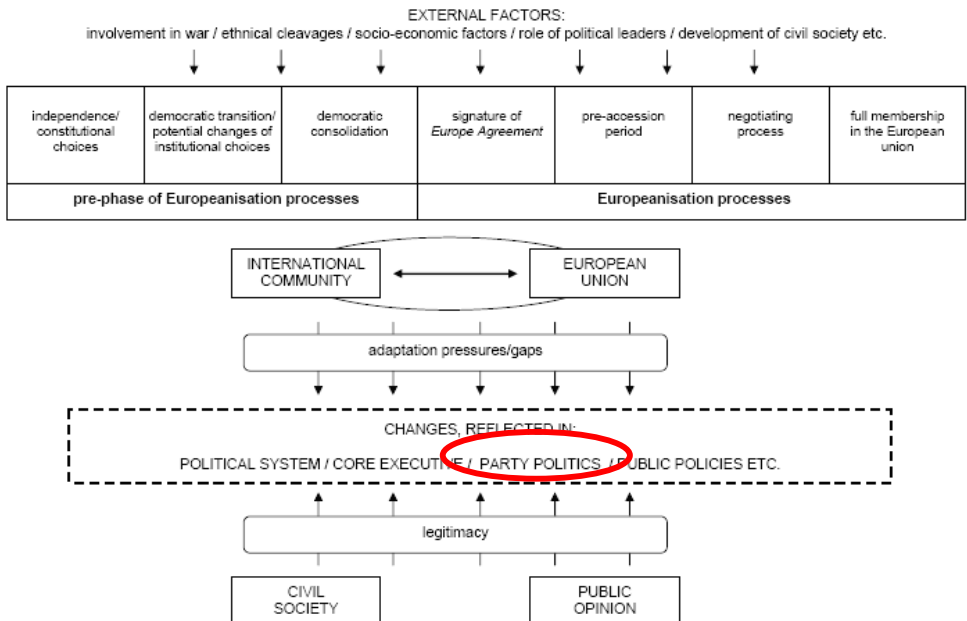 EXTERNAL FACTORS:
involvement in war / ethnical cleavages / socio-economic factors / role of political leaders / development of civil society etc.
independence/
constitutional
choices
democratic transition/
potential changes of
institutional choices
democratic
consolidation
signature of
Europe Agreement
pre-accession
period
negotiating
process
full membership
in the European
union
pre-phase of Europeanisation processes
Europeanisation processes
INTERNATIONAL
COMMUNITY
EUROPEAN
UNION
adaptation pressures/gaps
CHANGES, REFLECTED IN:
POLITICAL SYSTEM / CORE EXECUTIVE / PARTY POLITICS / PUBLIC POLICIES ETC.
legitimacy
CIVIL
SOCIETY
PUBLIC
OPINION